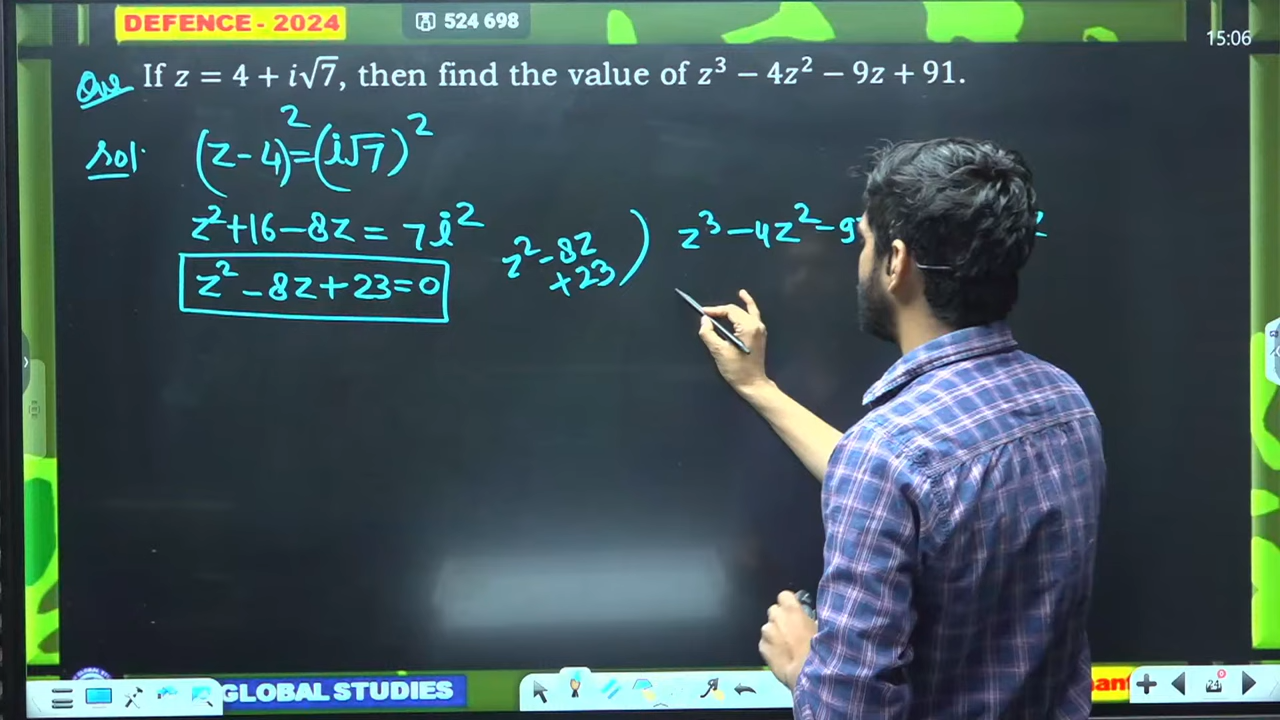 DEFENCE - 2024
524 698
15:06
Que If z = 4 + i√7, then find the value of z³ − 4z² − 9z + 91.
Sol:
(z - 4)² = (i√7)²
z² + 16 - 8z = 7i²
z² - 8z + 23 = 0
z² - 8z + 23 ) z³ - 4z² - 9
GLOBAL STUDIES